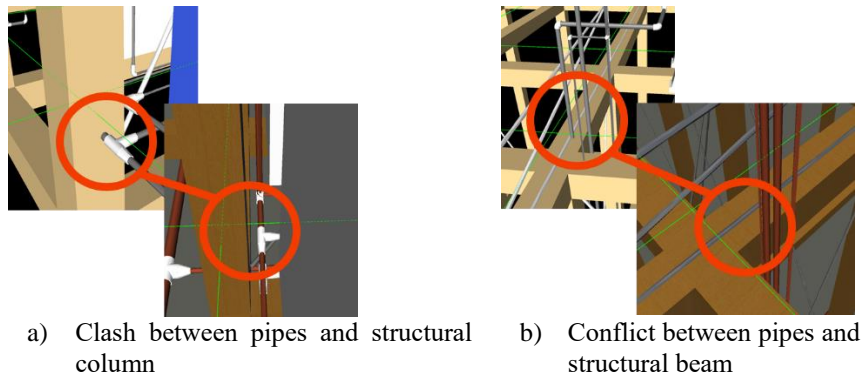 a) Clash between pipes and structural
column
b) Conflict between pipes and
structural beam